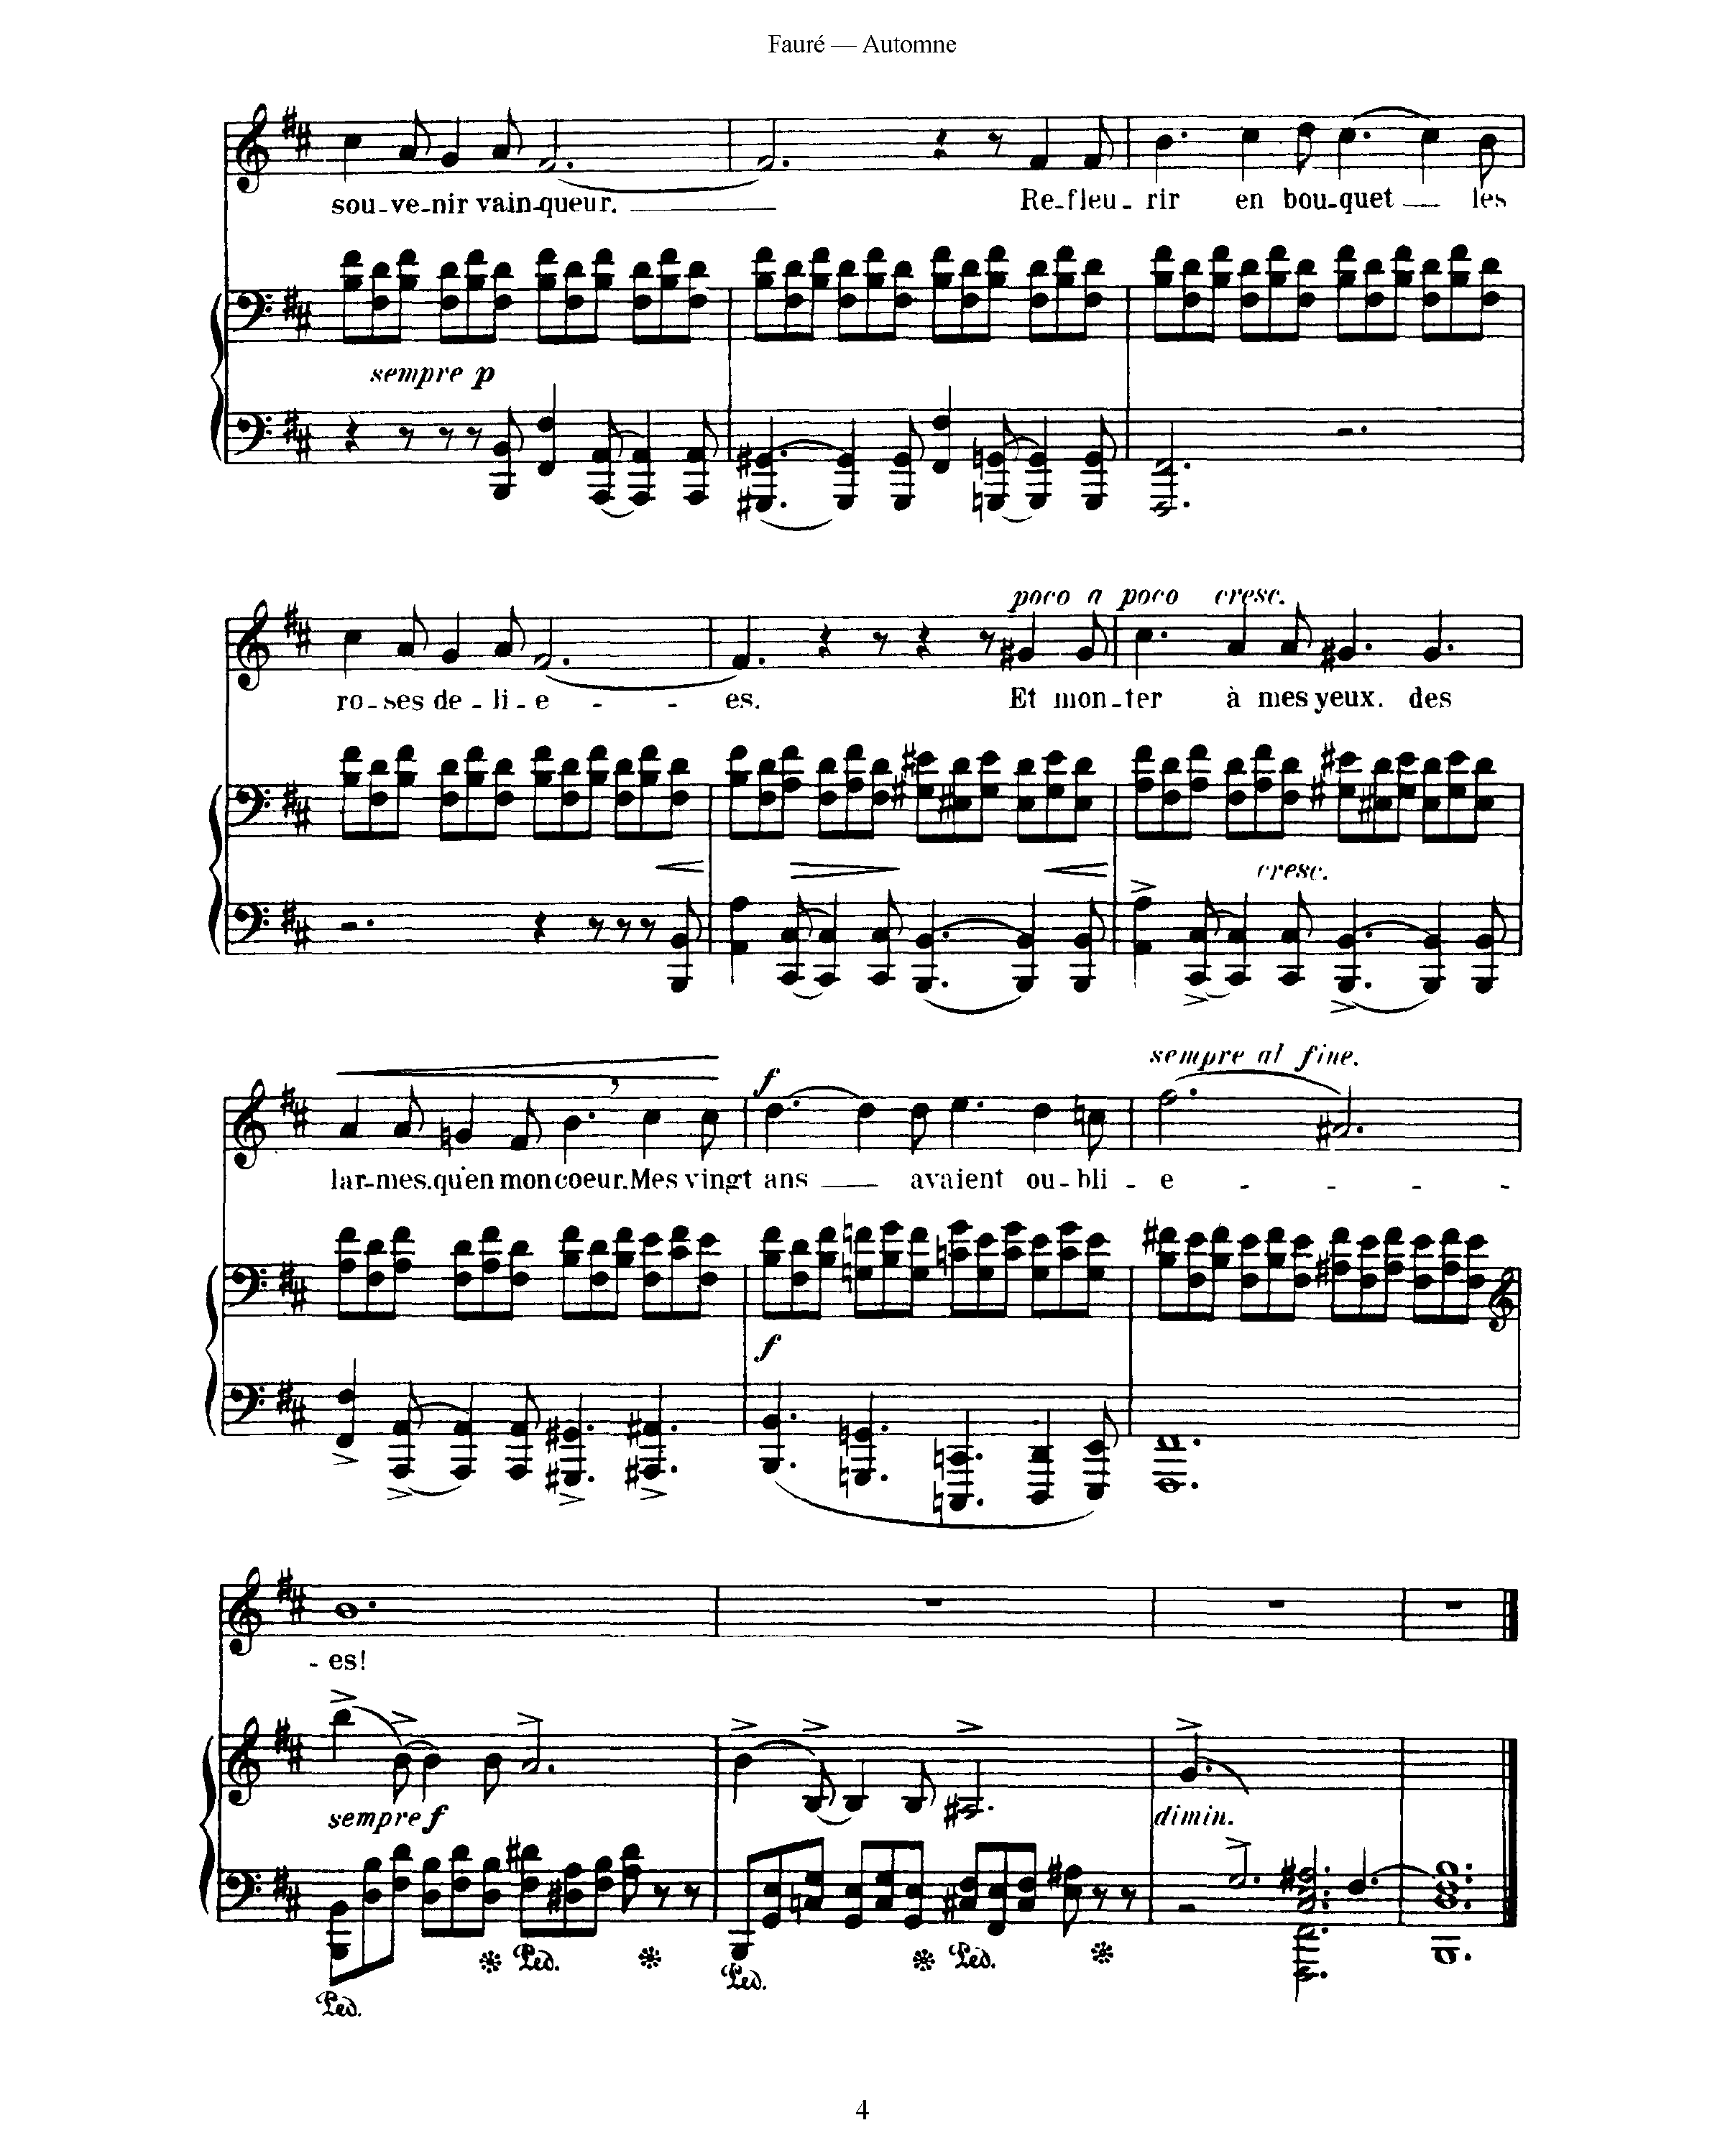 Fauré — Automne
sou-ve-nir vain-queur. Re-fleu-rir en bou-quet les
sempre p
poco a poco cresc.
ro-ses de-li-e - - es. Et mon-ter à mes yeux. des
cresc.
sempre al fine.
f
lar-mes.qu'en mon coeur. Mes vingt ans avaient ou-bli-e - - - -
f
- es!
sempre f
dimin.
Ped. Ped. Ped. Ped.
4